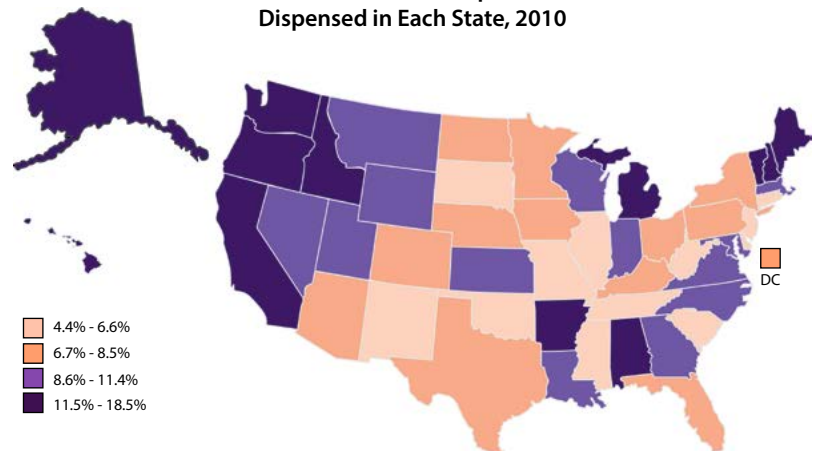 Dispensed in Each State, 2010
DC
4.4% - 6.6%
6.7% - 8.5%
8.6% - 11.4%
11.5% - 18.5%